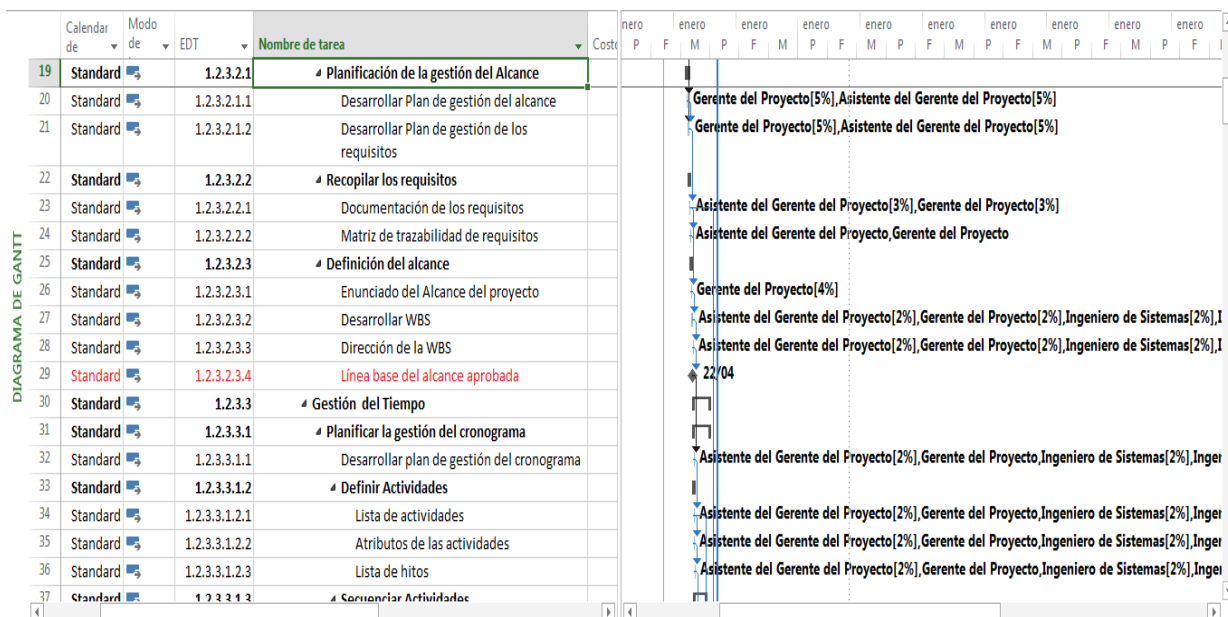 Calendar de Modo de EDT Nombre de tarea Costo
nero enero enero enero enero enero enero enero enero enero
P F M P F M P F M P F M P F M P F M P F M P F M P F
19 Standard 1.2.3.2.1 Planificación de la gestión del Alcance
20 Standard 1.2.3.2.1.1 Desarrollar Plan de gestión del alcance Gerente del Proyecto[5%],Asistente del Gerente del Proyecto[5%]
21 Standard 1.2.3.2.1.2 Desarrollar Plan de gestión de los Gerente del Proyecto[5%],Asistente del Gerente del Proyecto[5%]
requisitos
22 Standard 1.2.3.2.2 Recopilar los requisitos
23 Standard 1.2.3.2.2.1 Documentación de los requisitos Asistente del Gerente del Proyecto[3%],Gerente del Proyecto[3%]
24 Standard 1.2.3.2.2.2 Matriz de trazabilidad de requisitos Asistente del Gerente del Proyecto,Gerente del Proyecto
25 Standard 1.2.3.2.3 Definición del alcance
26 Standard 1.2.3.2.3.1 Enunciado del Alcance del proyecto Gerente del Proyecto[4%]
27 Standard 1.2.3.2.3.2 Desarrollar WBS Asistente del Gerente del Proyecto[2%],Gerente del Proyecto[2%],Ingeniero de Sistemas[2%],I
28 Standard 1.2.3.2.3.3 Dirección de la WBS Asistente del Gerente del Proyecto[2%],Gerente del Proyecto[2%],Ingeniero de Sistemas[2%],I
29 Standard 1.2.3.2.3.4 Línea base del alcance aprobada 22/04
30 Standard 1.2.3.3 Gestión del Tiempo
31 Standard 1.2.3.3.1 Planificar la gestión del cronograma
32 Standard 1.2.3.3.1.1 Desarrollar plan de gestión del cronograma Asistente del Gerente del Proyecto[2%],Gerente del Proyecto,Ingeniero de Sistemas[2%],Inger
33 Standard 1.2.3.3.1.2 Definir Actividades
34 Standard 1.2.3.3.1.2.1 Lista de actividades Asistente del Gerente del Proyecto[2%],Gerente del Proyecto,Ingeniero de Sistemas[2%],Inger
35 Standard 1.2.3.3.1.2.2 Atributos de las actividades Asistente del Gerente del Proyecto[2%],Gerente del Proyecto,Ingeniero de Sistemas[2%],Inger
36 Standard 1.2.3.3.1.2.3 Lista de hitos Asistente del Gerente del Proyecto[2%],Gerente del Proyecto,Ingeniero de Sistemas[2%],Inger
37 Standard 1.2.3.3.1.3 Secuenciar Actividades
DIAGRAMA DE GANTT